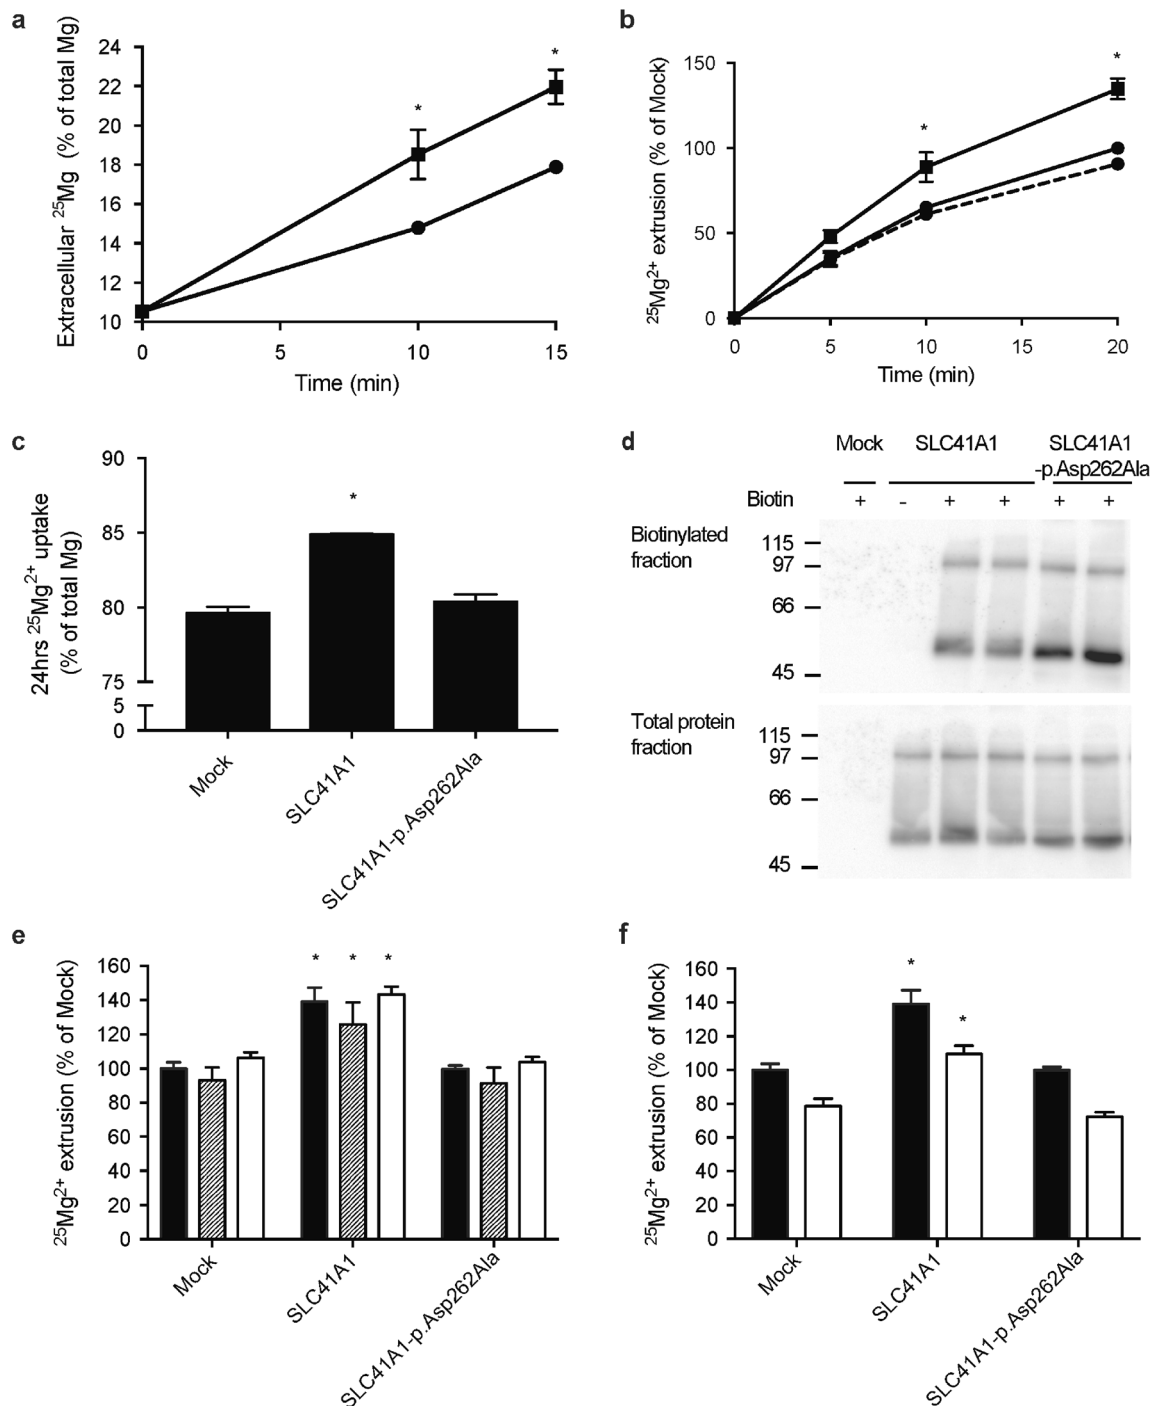 a
Extracellular ²⁵Mg (% of total Mg)
24
22
20
18
16
14
12
10
*
*
0
5
10
15
Time (min)
b
²⁵Mg²⁺ extrusion (% of Mock)
150
100
50
0
*
*
0
5
10
15
20
Time (min)
c
24hrs ²⁵Mg²⁺ uptake
(% of total Mg)
90
85
80
75
5
0
*
Mock
SLC41A1
SLC41A1-p.Asp262Ala
d
Mock
SLC41A1
SLC41A1
-p.Asp262Ala
Biotin + - + + + +
Biotinylated
fraction
115
97
66
45
Total protein
fraction
115
97
66
45
e
²⁵Mg²⁺ extrusion (% of Mock)
160
140
120
100
80
60
40
20
0
* * *
Mock
SLC41A1
SLC41A1-p.Asp262Ala
f
²⁵Mg²⁺ extrusion (% of Mock)
160
140
120
100
80
60
40
20
0
*
*
Mock
SLC41A1
SLC41A1-p.Asp262Ala